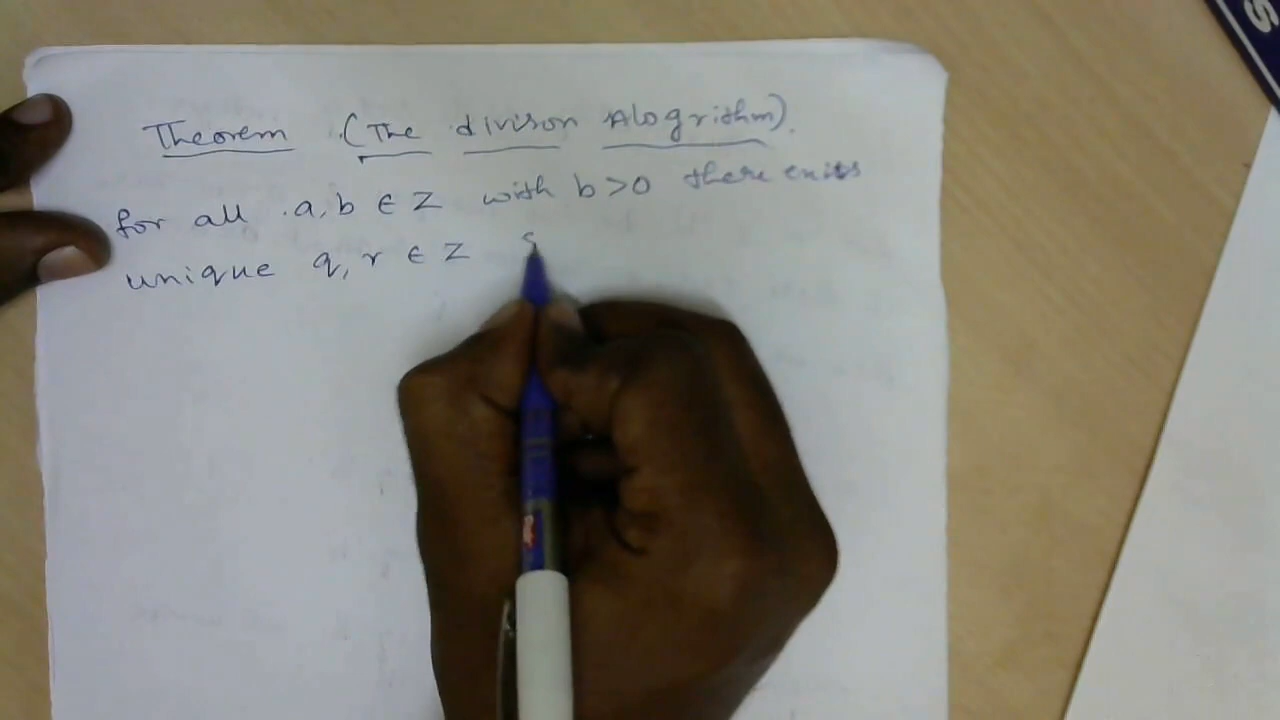 Theorem (The divison Alogrithm).
for all a, b ∈ Z with b > 0 there exits
unique q, r ∈ Z s
S